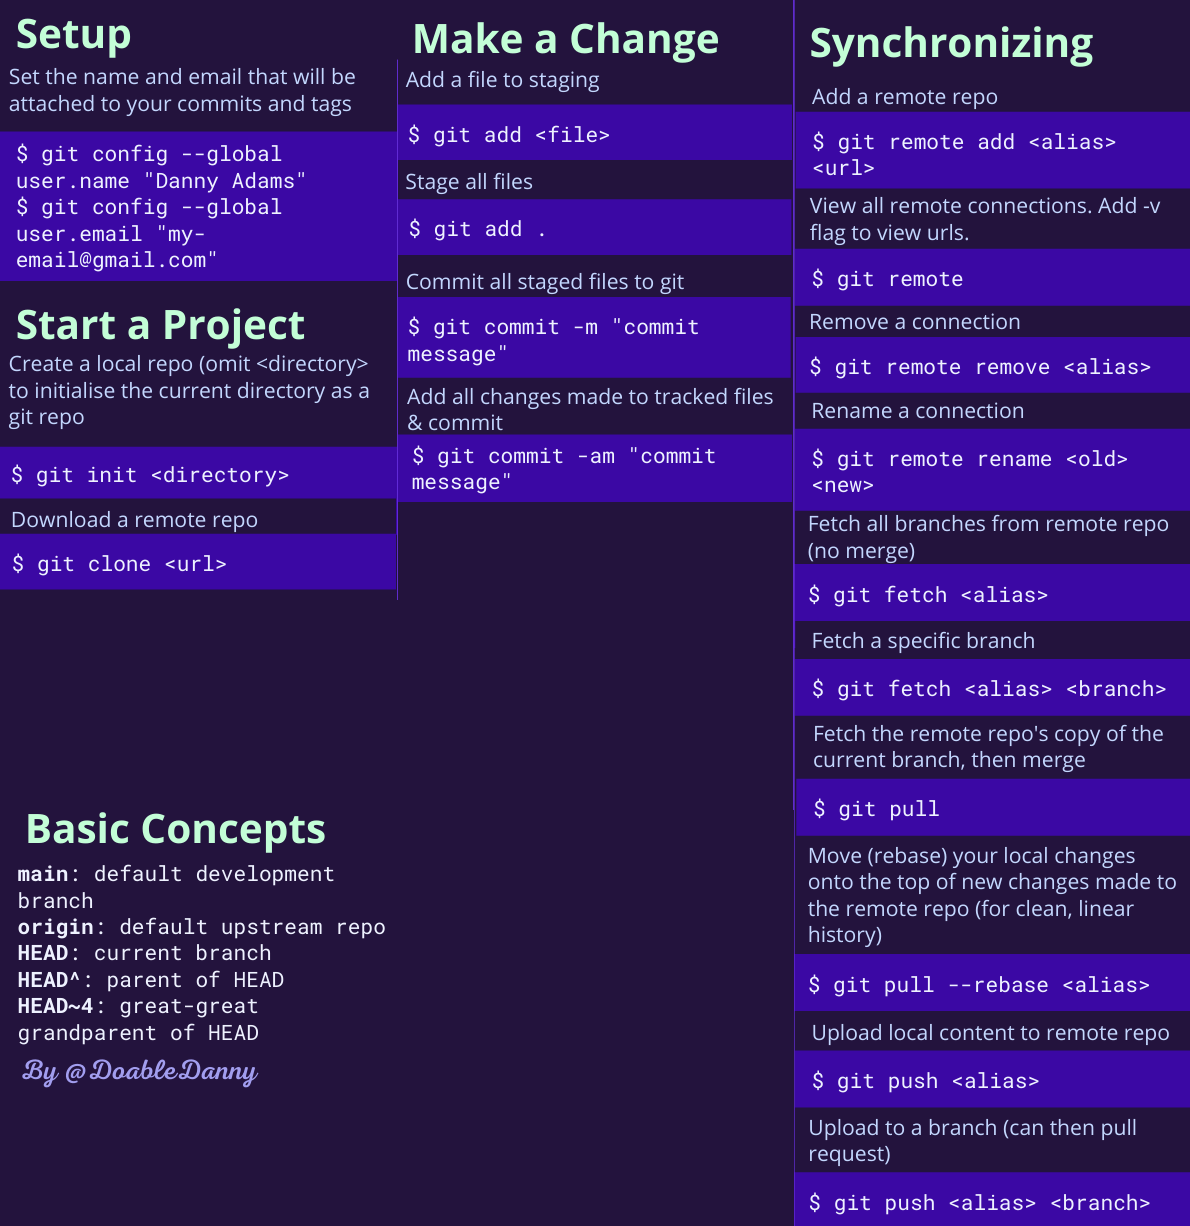 Setup
Set the name and email that will be
attached to your commits and tags
$ git config --global
user.name "Danny Adams"
$ git config --global
user.email "my-
email@gmail.com"
Start a Project
Create a local repo (omit <directory>
to initialise the current directory as a
git repo
$ git init <directory>
Download a remote repo
$ git clone <url>
Basic Concepts
main: default development
branch
origin: default upstream repo
HEAD: current branch
HEAD^: parent of HEAD
HEAD~4: great-great
grandparent of HEAD
By @DoableDanny
Make a Change
Add a file to staging
$ git add <file>
Stage all files
$ git add .
Commit all staged files to git
$ git commit -m "commit
message"
Add all changes made to tracked files
& commit
$ git commit -am "commit
message"
Synchronizing
Add a remote repo
$ git remote add <alias>
<url>
View all remote connections. Add -v
flag to view urls.
$ git remote
Remove a connection
$ git remote remove <alias>
Rename a connection
$ git remote rename <old>
<new>
Fetch all branches from remote repo
(no merge)
$ git fetch <alias>
Fetch a specific branch
$ git fetch <alias> <branch>
Fetch the remote repo's copy of the
current branch, then merge
$ git pull
Move (rebase) your local changes
onto the top of new changes made to
the remote repo (for clean, linear
history)
$ git pull --rebase <alias>
Upload local content to remote repo
$ git push <alias>
Upload to a branch (can then pull
request)
$ git push <alias> <branch>